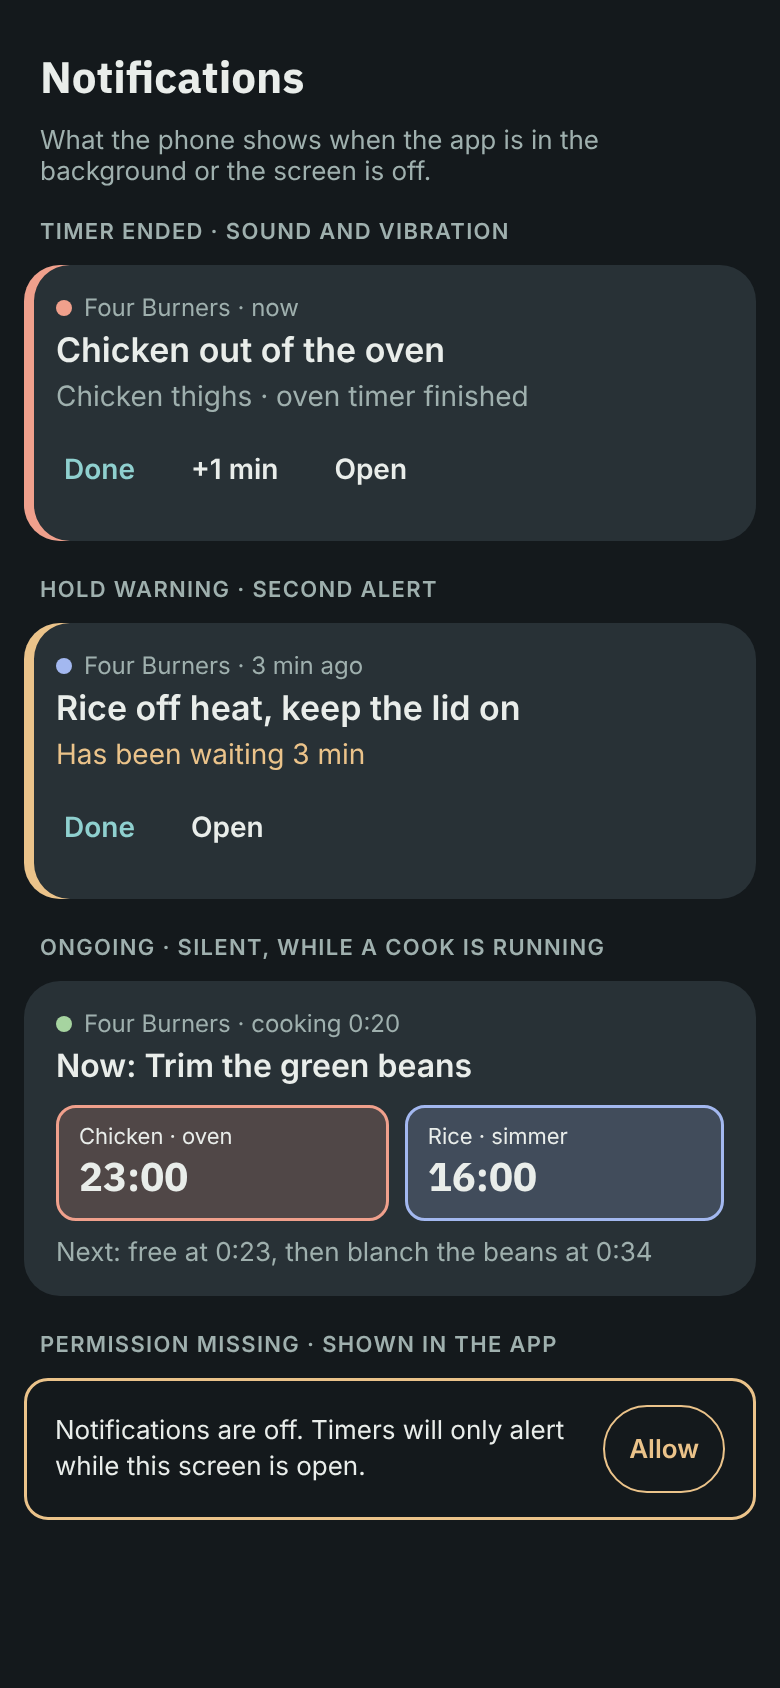 Notifications
What the phone shows when the app is in the
background or the screen is off.
TIMER ENDED · SOUND AND VIBRATION
Four Burners · now
Chicken out of the oven
Chicken thighs · oven timer finished
Done +1 min Open
HOLD WARNING · SECOND ALERT
Four Burners · 3 min ago
Rice off heat, keep the lid on
Has been waiting 3 min
Done Open
ONGOING · SILENT, WHILE A COOK IS RUNNING
Four Burners · cooking 0:20
Now: Trim the green beans
Chicken · oven
23:00
Rice · simmer
16:00
Next: free at 0:23, then blanch the beans at 0:34
PERMISSION MISSING · SHOWN IN THE APP
Notifications are off. Timers will only alert
while this screen is open.
Allow